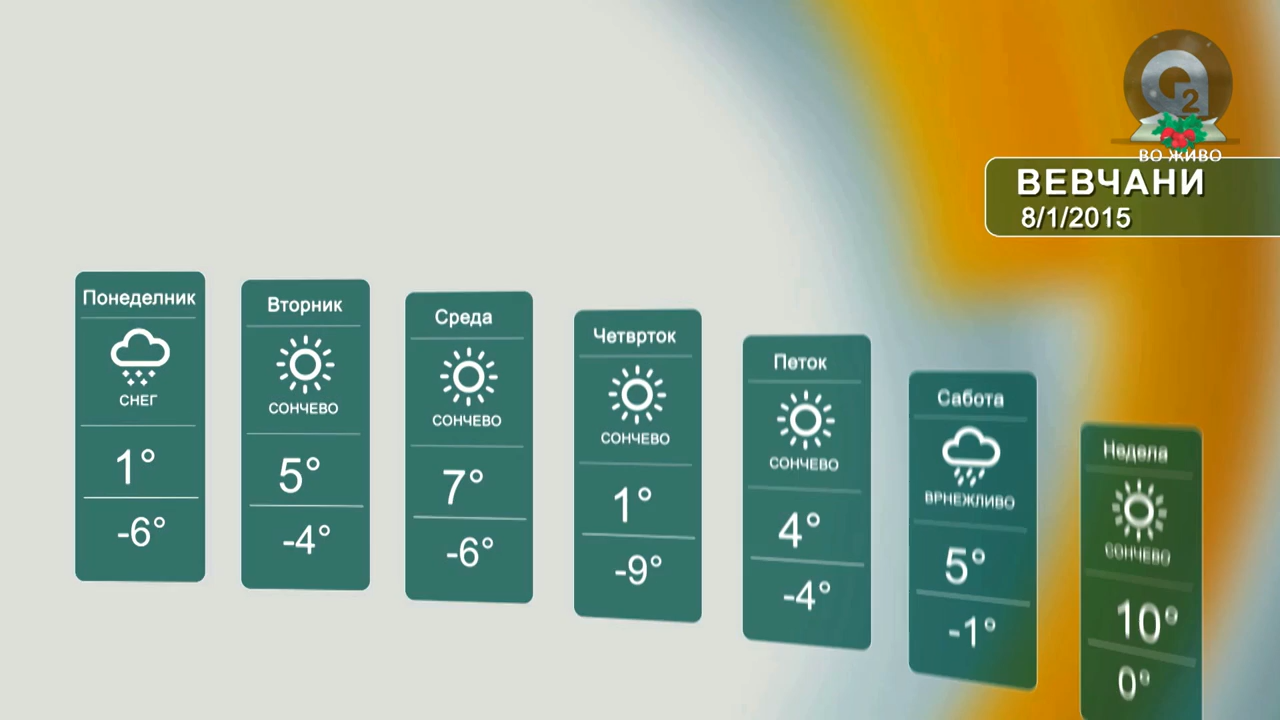 2
ВО ЖИВО
ВЕВЧАНИ
8/1/2015
Понеделник
СНЕГ
1°
-6°
Вторник
СОНЧЕВО
5°
-4°
Среда
СОНЧЕВО
7°
-6°
Четврток
СОНЧЕВО
1°
-9°
Петок
СОНЧЕВО
4°
-4°
Сабота
ВРНЕЖЛИВО
5°
-1°
Недела
СОНЧЕВО
10°
0°